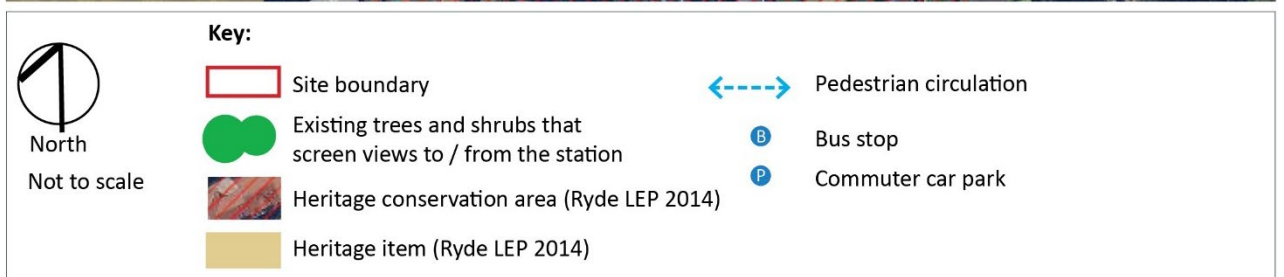 Key:
North
Not to scale
Site boundary
Existing trees and shrubs that
screen views to / from the station
Heritage conservation area (Ryde LEP 2014)
Heritage item (Ryde LEP 2014)
Pedestrian circulation
B
Bus stop
P
Commuter car park